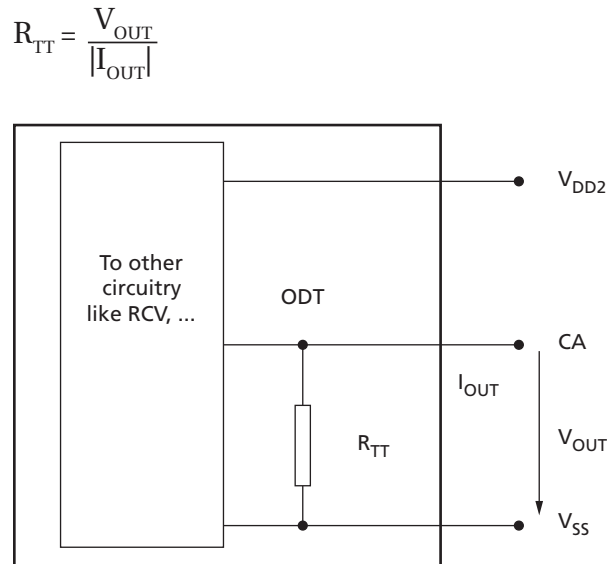 R_TT = V_OUT / |I_OUT|
V_DD2
To other
circuitry
like RCV, ...
ODT
CA
I_OUT
R_TT
V_OUT
V_SS